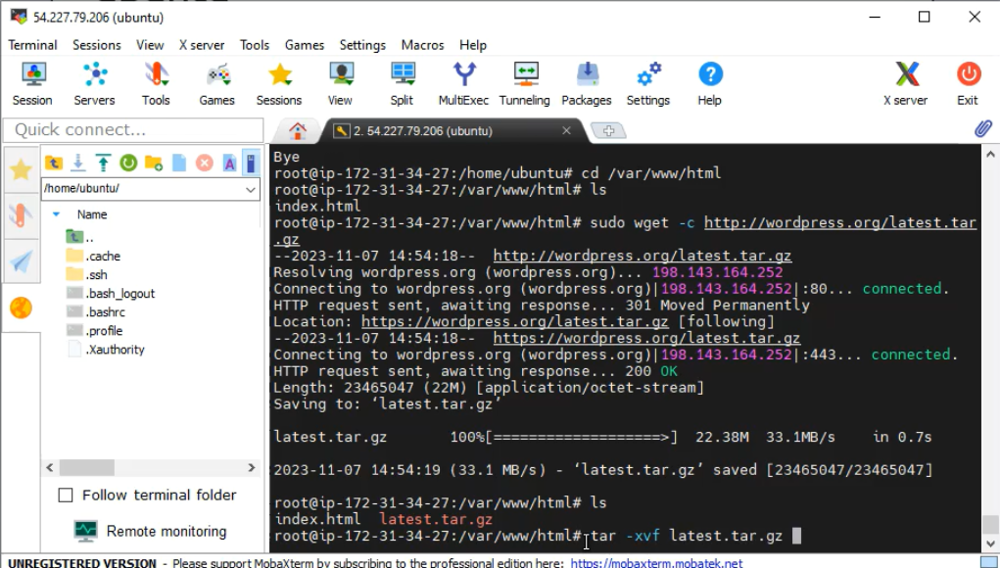 54.227.79.206 (ubuntu)
Terminal Sessions View X server Tools Games Settings Macros Help
Session Servers Tools Games Sessions View Split MultiExec Tunneling Packages Settings Help X server Exit
Quick connect...
2. 54.227.79.206 (ubuntu)
/home/ubuntu/
Name
..
.cache
.ssh
.bash_logout
.bashrc
.profile
.Xauthority
Follow terminal folder
Remote monitoring
Bye
root@ip-172-31-34-27:/home/ubuntu# cd /var/www/html
root@ip-172-31-34-27:/var/www/html# ls
index.html
root@ip-172-31-34-27:/var/www/html# sudo wget -c http://wordpress.org/latest.tar
.gz
--2023-11-07 14:54:18--  http://wordpress.org/latest.tar.gz
Resolving wordpress.org (wordpress.org)... 198.143.164.252
Connecting to wordpress.org (wordpress.org)|198.143.164.252|:80... connected.
HTTP request sent, awaiting response... 301 Moved Permanently
Location: https://wordpress.org/latest.tar.gz [following]
--2023-11-07 14:54:18--  https://wordpress.org/latest.tar.gz
Connecting to wordpress.org (wordpress.org)|198.143.164.252|:443... connected.
HTTP request sent, awaiting response... 200 OK
Length: 23465047 (22M) [application/octet-stream]
Saving to: ‘latest.tar.gz’
latest.tar.gz 100%[===================>] 22.38M 33.1MB/s in 0.7s
2023-11-07 14:54:19 (33.1 MB/s) - ‘latest.tar.gz’ saved [23465047/23465047]
root@ip-172-31-34-27:/var/www/html# ls
index.html  latest.tar.gz
root@ip-172-31-34-27:/var/www/html# tar -xvf latest.tar.gz
UNREGISTERED VERSION - Please support MobaXterm by subscribing to the professional edition here: https://mobaxterm.mobatek.net